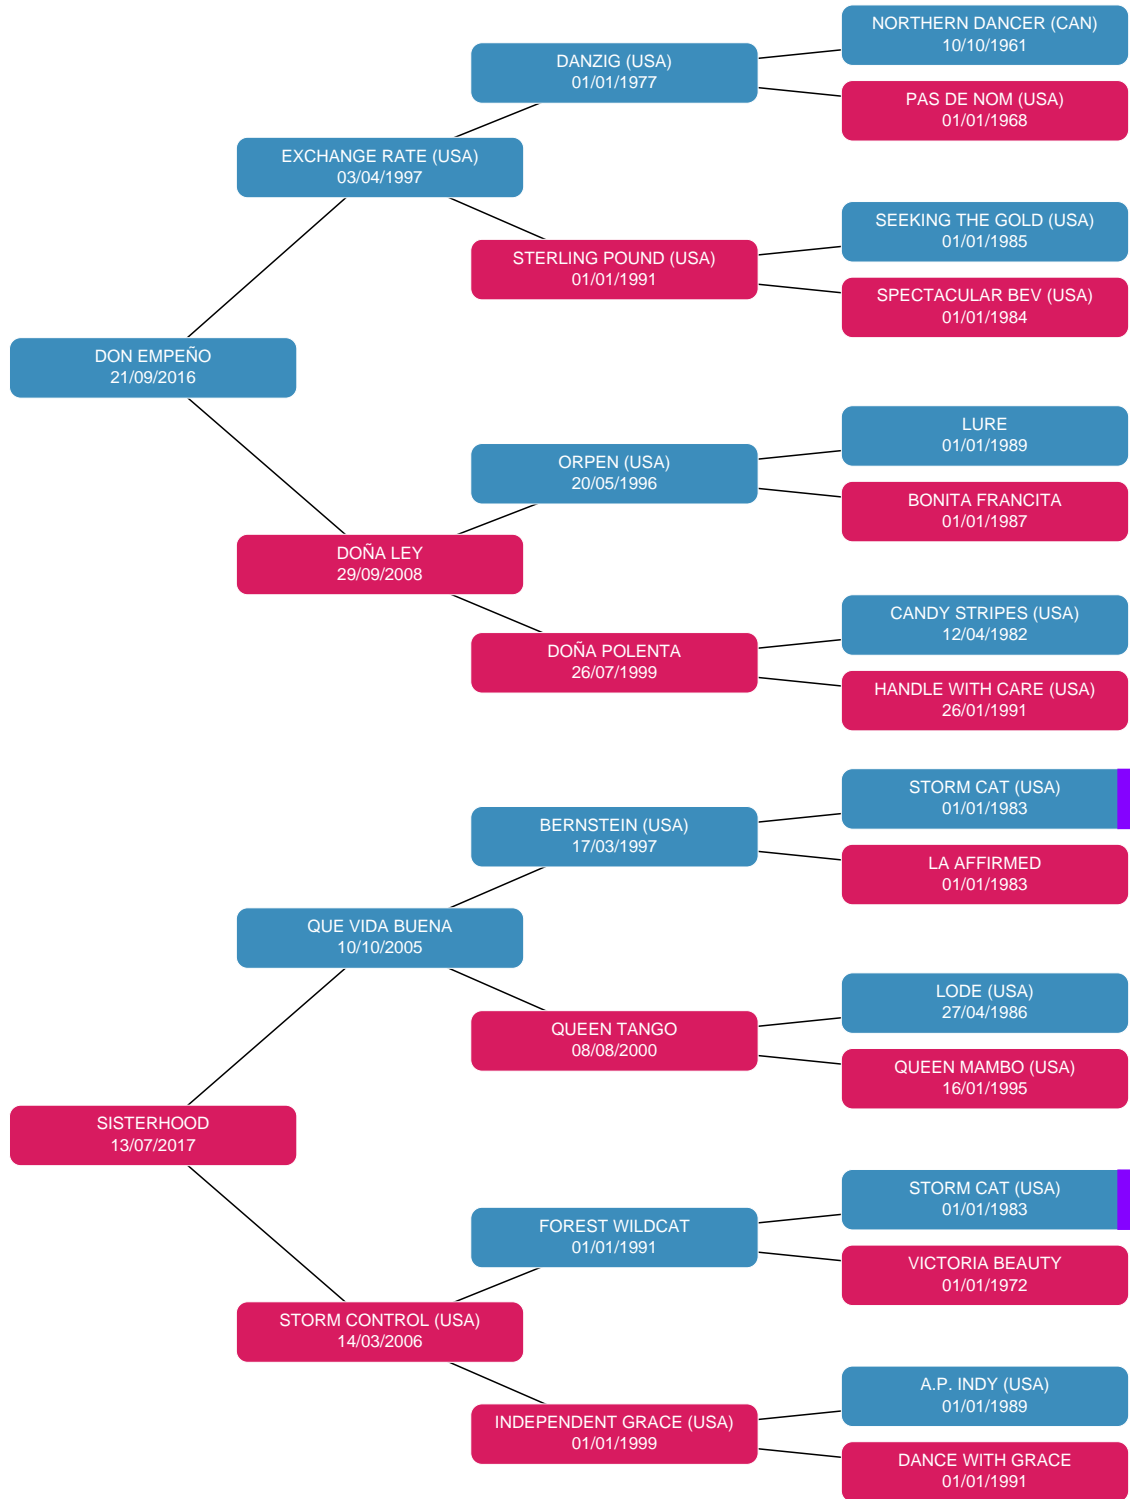 NORTHERN DANCER (CAN)
10/10/1961
DANZIG (USA)
01/01/1977
PAS DE NOM (USA)
01/01/1968
EXCHANGE RATE (USA)
03/04/1997
SEEKING THE GOLD (USA)
01/01/1985
STERLING POUND (USA)
01/01/1991
SPECTACULAR BEV (USA)
01/01/1984
DON EMPEÑO
21/09/2016
LURE
01/01/1989
ORPEN (USA)
20/05/1996
BONITA FRANCITA
01/01/1987
DOÑA LEY
29/09/2008
CANDY STRIPES (USA)
12/04/1982
DOÑA POLENTA
26/07/1999
HANDLE WITH CARE (USA)
26/01/1991
STORM CAT (USA)
01/01/1983
BERNSTEIN (USA)
17/03/1997
LA AFFIRMED
01/01/1983
QUE VIDA BUENA
10/10/2005
LODE (USA)
27/04/1986
QUEEN TANGO
08/08/2000
QUEEN MAMBO (USA)
16/01/1995
SISTERHOOD
13/07/2017
STORM CAT (USA)
01/01/1983
FOREST WILDCAT
01/01/1991
VICTORIA BEAUTY
01/01/1972
STORM CONTROL (USA)
14/03/2006
A.P. INDY (USA)
01/01/1989
INDEPENDENT GRACE (USA)
01/01/1999
DANCE WITH GRACE
01/01/1991